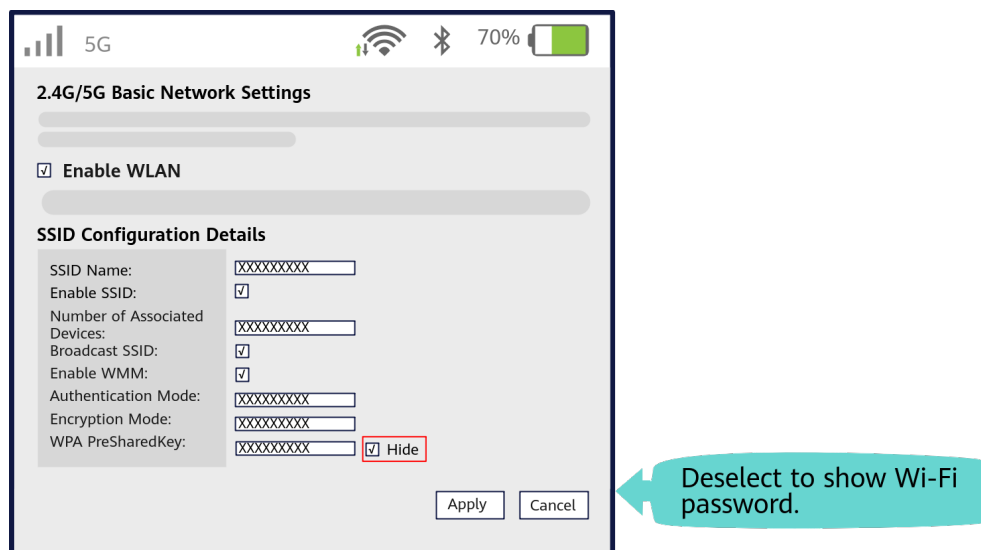 5G
70%
2.4G/5G Basic Network Settings
Enable WLAN
SSID Configuration Details
SSID Name: XXXXXXXXX
Enable SSID:
Number of Associated
Devices: XXXXXXXXX
Broadcast SSID:
Enable WMM:
Authentication Mode: XXXXXXXXX
Encryption Mode: XXXXXXXXX
WPA PreSharedKey: XXXXXXXXX Hide
Deselect to show Wi-Fi
password.
Apply Cancel